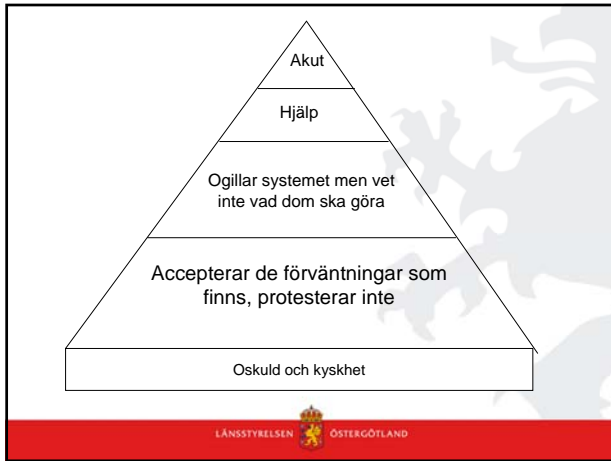 Akut
Hjälp
Ogillar systemet men vet
inte vad dom ska göra
Accepterar de förväntningar som
finns, protesterar inte
Oskuld och kyskhet
LÄNSSTYRELSEN ÖSTERGÖTLAND